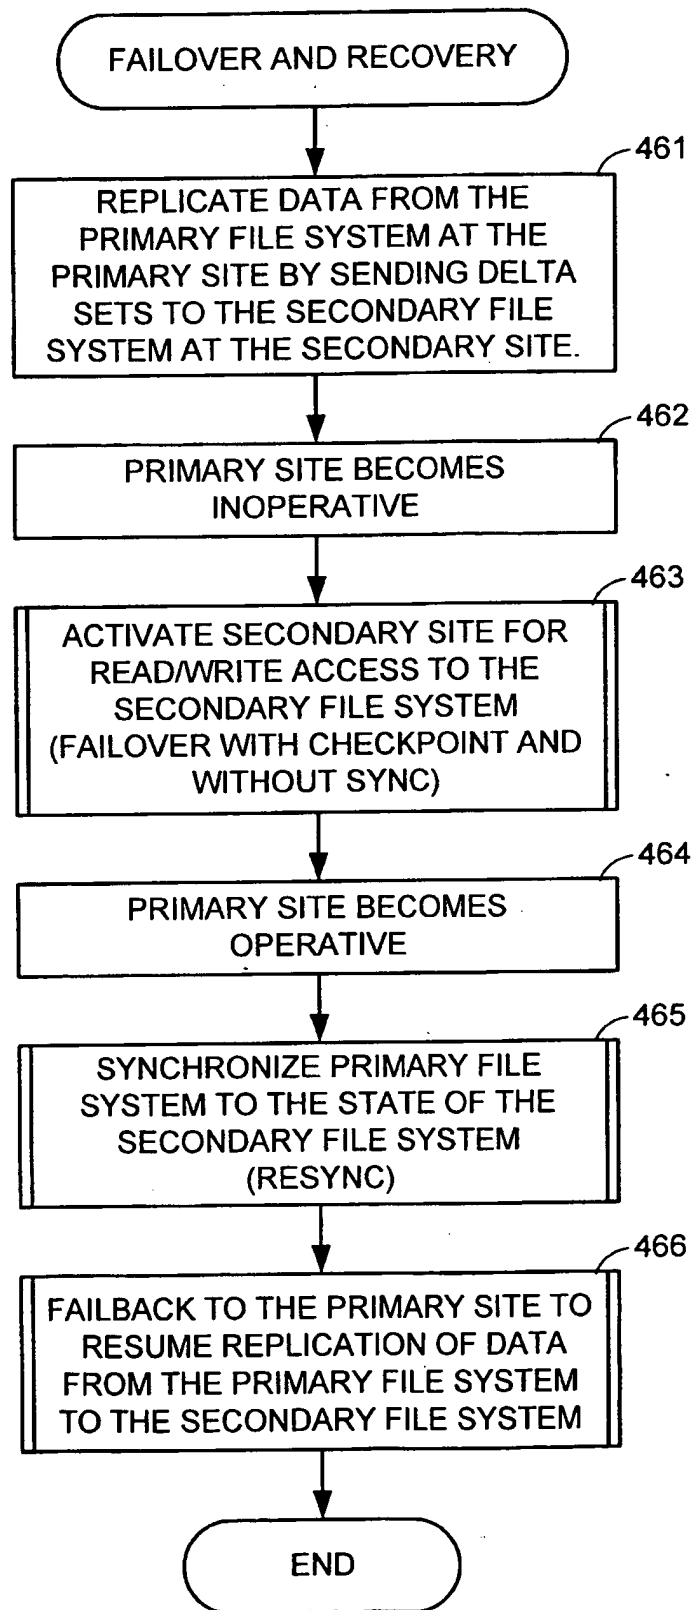 FAILOVER AND RECOVERY
461
REPLICATE DATA FROM THE
PRIMARY FILE SYSTEM AT THE
PRIMARY SITE BY SENDING DELTA
SETS TO THE SECONDARY FILE
SYSTEM AT THE SECONDARY SITE.
462
PRIMARY SITE BECOMES
INOPERATIVE
463
ACTIVATE SECONDARY SITE FOR
READ/WRITE ACCESS TO THE
SECONDARY FILE SYSTEM
(FAILOVER WITH CHECKPOINT AND
WITHOUT SYNC)
464
PRIMARY SITE BECOMES
OPERATIVE
465
SYNCHRONIZE PRIMARY FILE
SYSTEM TO THE STATE OF THE
SECONDARY FILE SYSTEM
(RESYNC)
466
FAILBACK TO THE PRIMARY SITE TO
RESUME REPLICATION OF DATA
FROM THE PRIMARY FILE SYSTEM
TO THE SECONDARY FILE SYSTEM
END